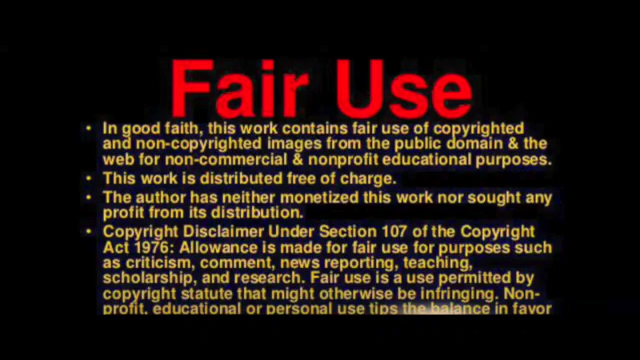 Fair Use
• In good faith, this work contains fair use of copyrighted
and non-copyrighted images from the public domain & the
web for non-commercial & nonprofit educational purposes.
• This work is distributed free of charge.
• The author has neither monetized this work nor sought any
profit from its distribution.
• Copyright Disclaimer Under Section 107 of the Copyright
Act 1976: Allowance is made for fair use for purposes such
as criticism, comment, news reporting, teaching,
scholarship, and research. Fair use is a use permitted by
copyright statute that might otherwise be infringing. Non-
profit, educational or personal use tips the balance in favor